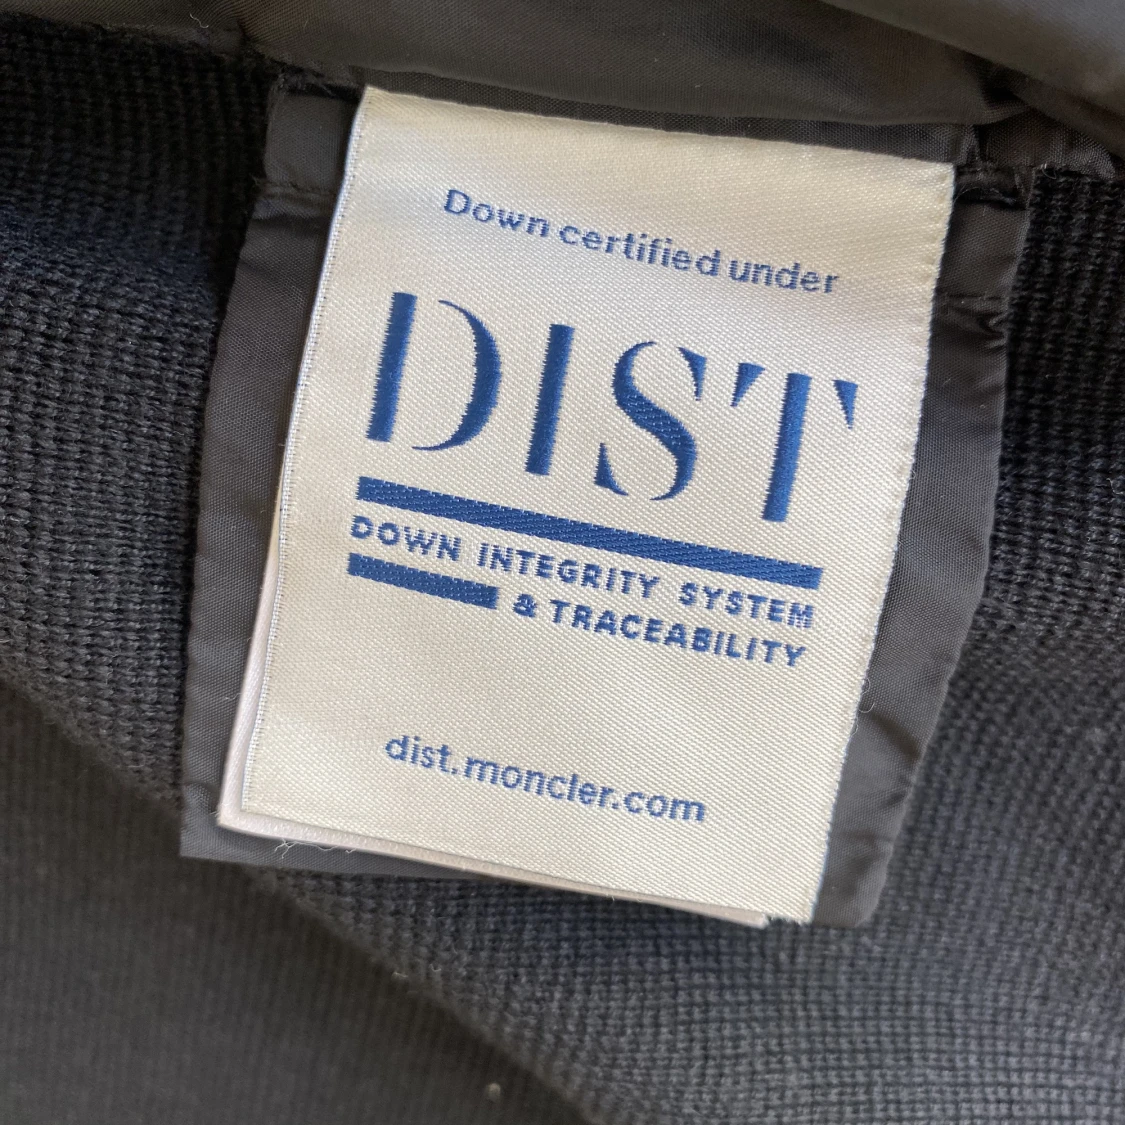 Down certified under
DIST
DOWN INTEGRITY SYSTEM
& TRACEABILITY
dist.moncler.com